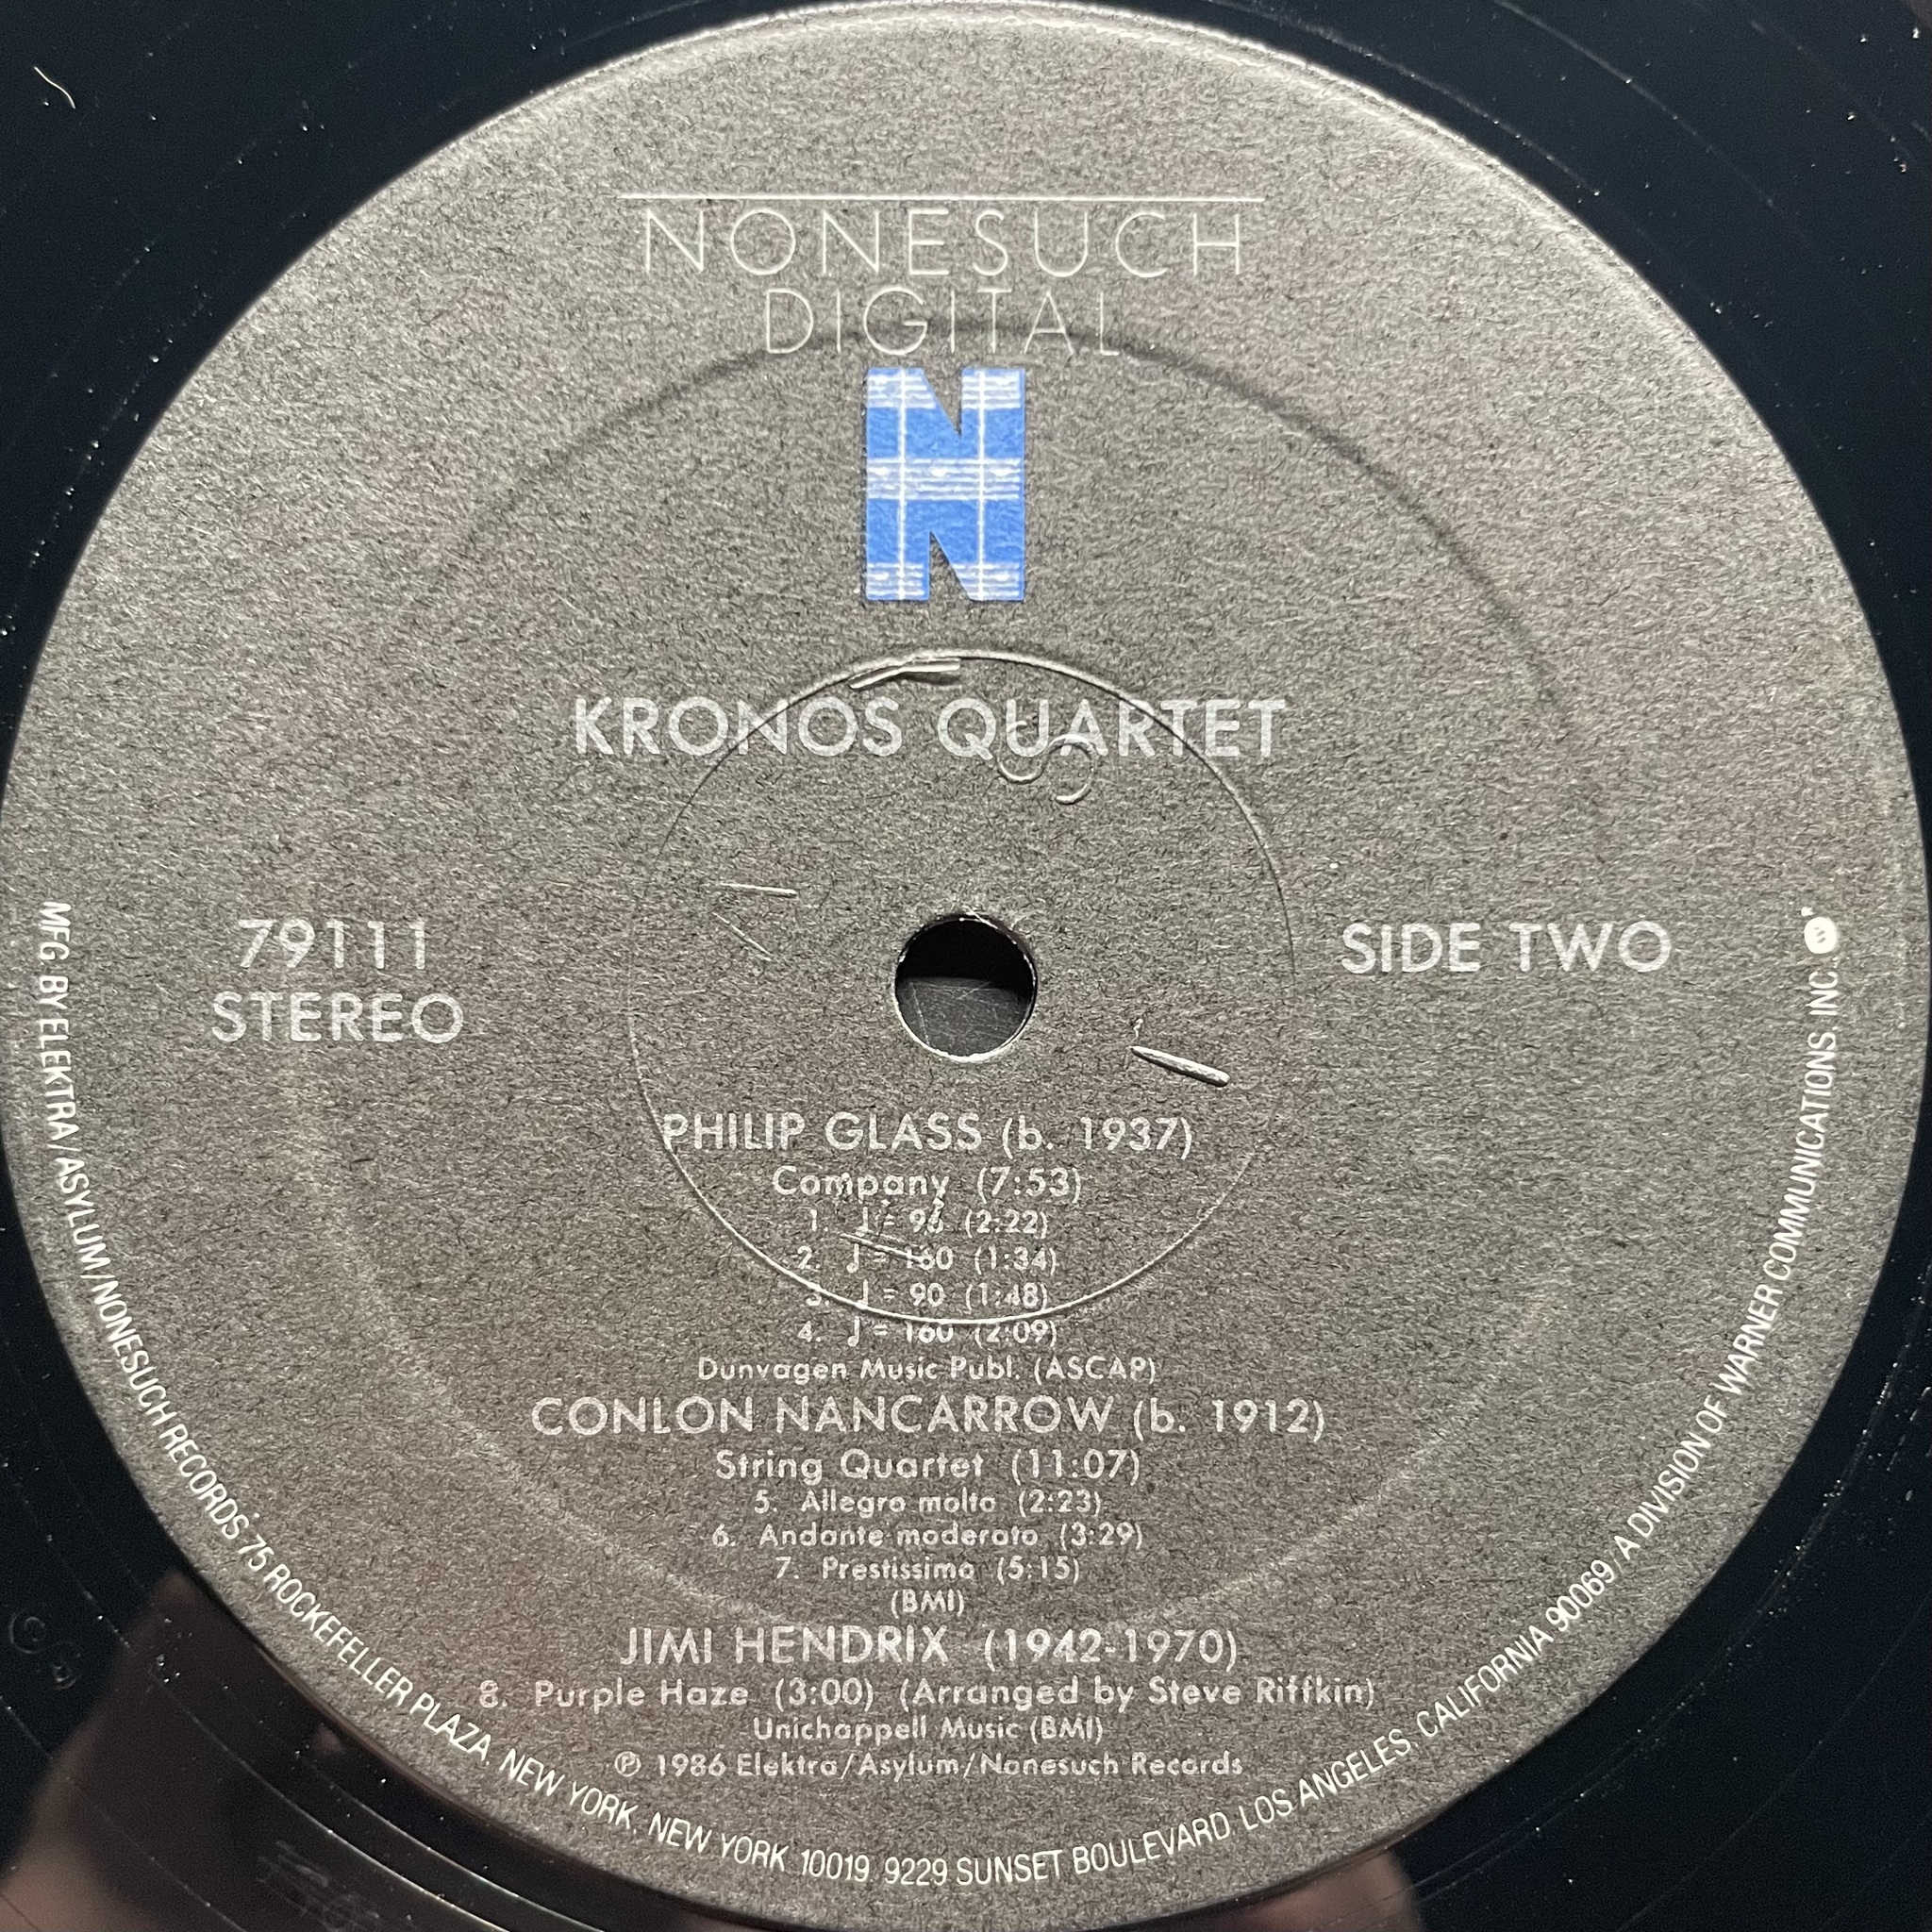 NONESUCH
DIGITAL
N
KRONOS QUARTET
79111
STEREO
SIDE TWO
PHILIP GLASS (b. 1937)
Company (7:53)
1. ♩ = 96 (2:22)
2. ♩ = 160 (1:34)
3. ♩ = 90 (1:48)
4. ♩ = 160 (2:09)
Dunvagen Music Publ. (ASCAP)
CONLON NANCARROW (b. 1912)
String Quartet (11:07)
5. Allegro molto (2:23)
6. Andante moderato (3:29)
7. Prestissimo (5:15)
(BMI)
JIMI HENDRIX (1942-1970)
8. Purple Haze (3:00) (Arranged by Steve Riffkin)
Unichappell Music (BMI)
℗ 1986 Elektra/Asylum/Nonesuch Records
MFG BY ELEKTRA/ASYLUM/NONESUCH RECORDS 75 ROCKEFELLER PLAZA, NEW YORK, NEW YORK 10019 9229 SUNSET BOULEVARD, LOS ANGELES, CALIFORNIA 90069 / A DIVISION OF WARNER COMMUNICATIONS, INC.